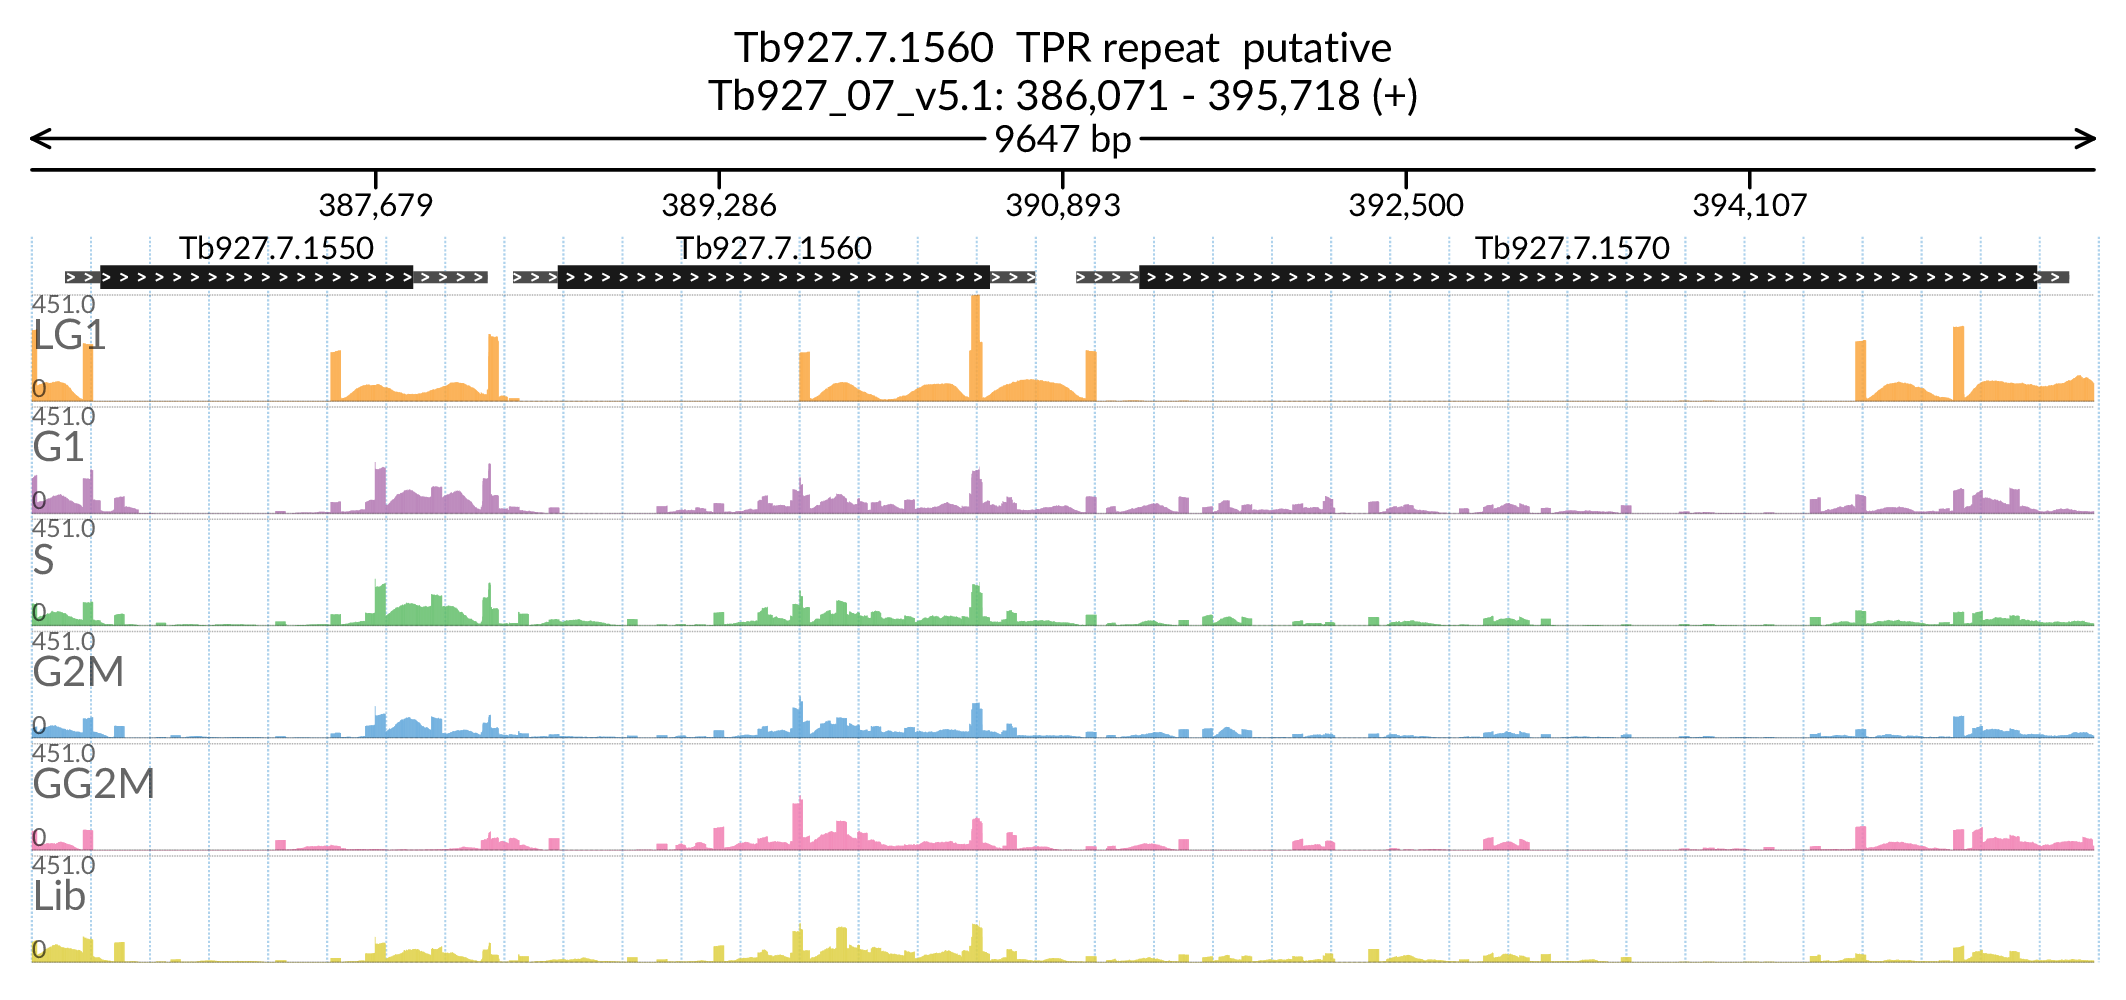 Tb927.7.1560 TPR repeat putative
Tb927_07_v5.1: 386,071 - 395,718 (+)
9647 bp
387,679 389,286 390,893 392,500 394,107
Tb927.7.1550 Tb927.7.1560 Tb927.7.1570
451.0
LG1
0
451.0
G1
0
451.0
S
0
451.0
G2M
0
451.0
GG2M
0
451.0
Lib
0